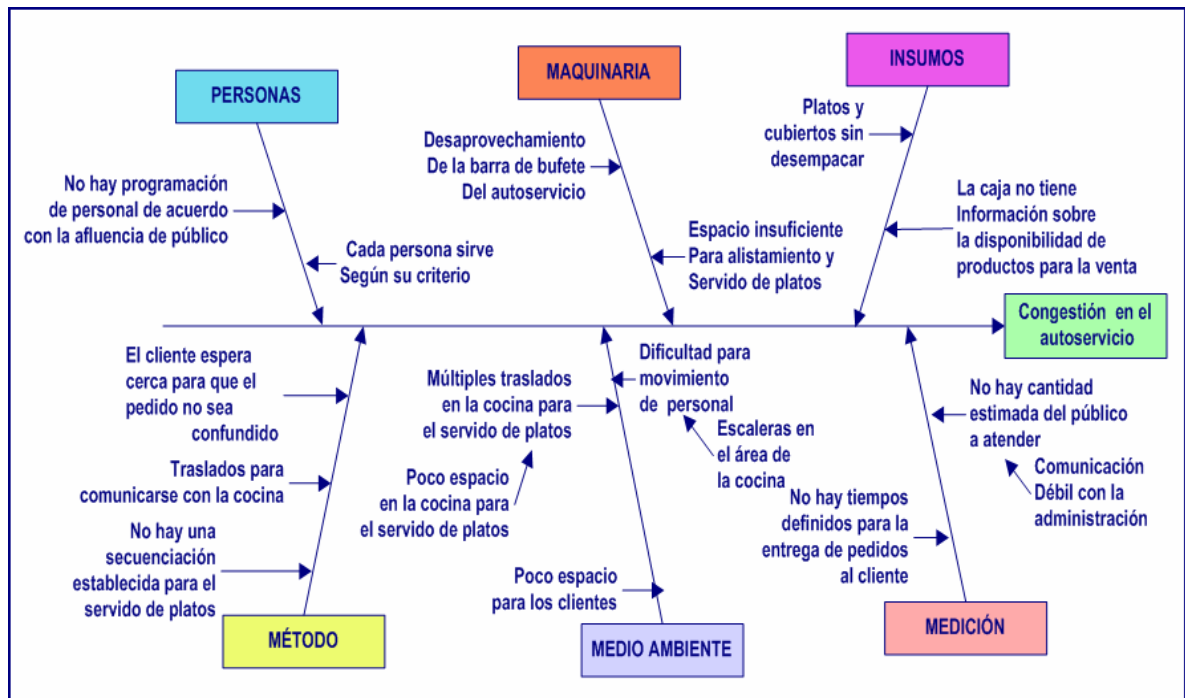 PERSONAS
No hay programación
de personal de acuerdo
con la afluencia de público
Cada persona sirve
Según su criterio
MAQUINARIA
Desaprovechamiento
De la barra de bufete
Del autoservicio
Espacio insuficiente
Para alistamiento y
Servido de platos
INSUMOS
Platos y
cubiertos sin
desempacar
La caja no tiene
Información sobre
la disponibilidad de
productos para la venta
Congestión en el
autoservicio
El cliente espera
cerca para que el
pedido no sea
confundido
Traslados para
comunicarse con la cocina
No hay una
secuenciación
establecida para el
servido de platos
MÉTODO
Múltiples traslados
en la cocina para
el servido de platos
Poco espacio
en la cocina para
el servido de platos
Dificultad para
movimiento
de personal
Escaleras en
el área de
la cocina
Poco espacio
para los clientes
MEDIO AMBIENTE
No hay cantidad
estimada del público
a atender
Comunicación
Débil con la
administración
No hay tiempos
definidos para la
entrega de pedidos
al cliente
MEDICIÓN